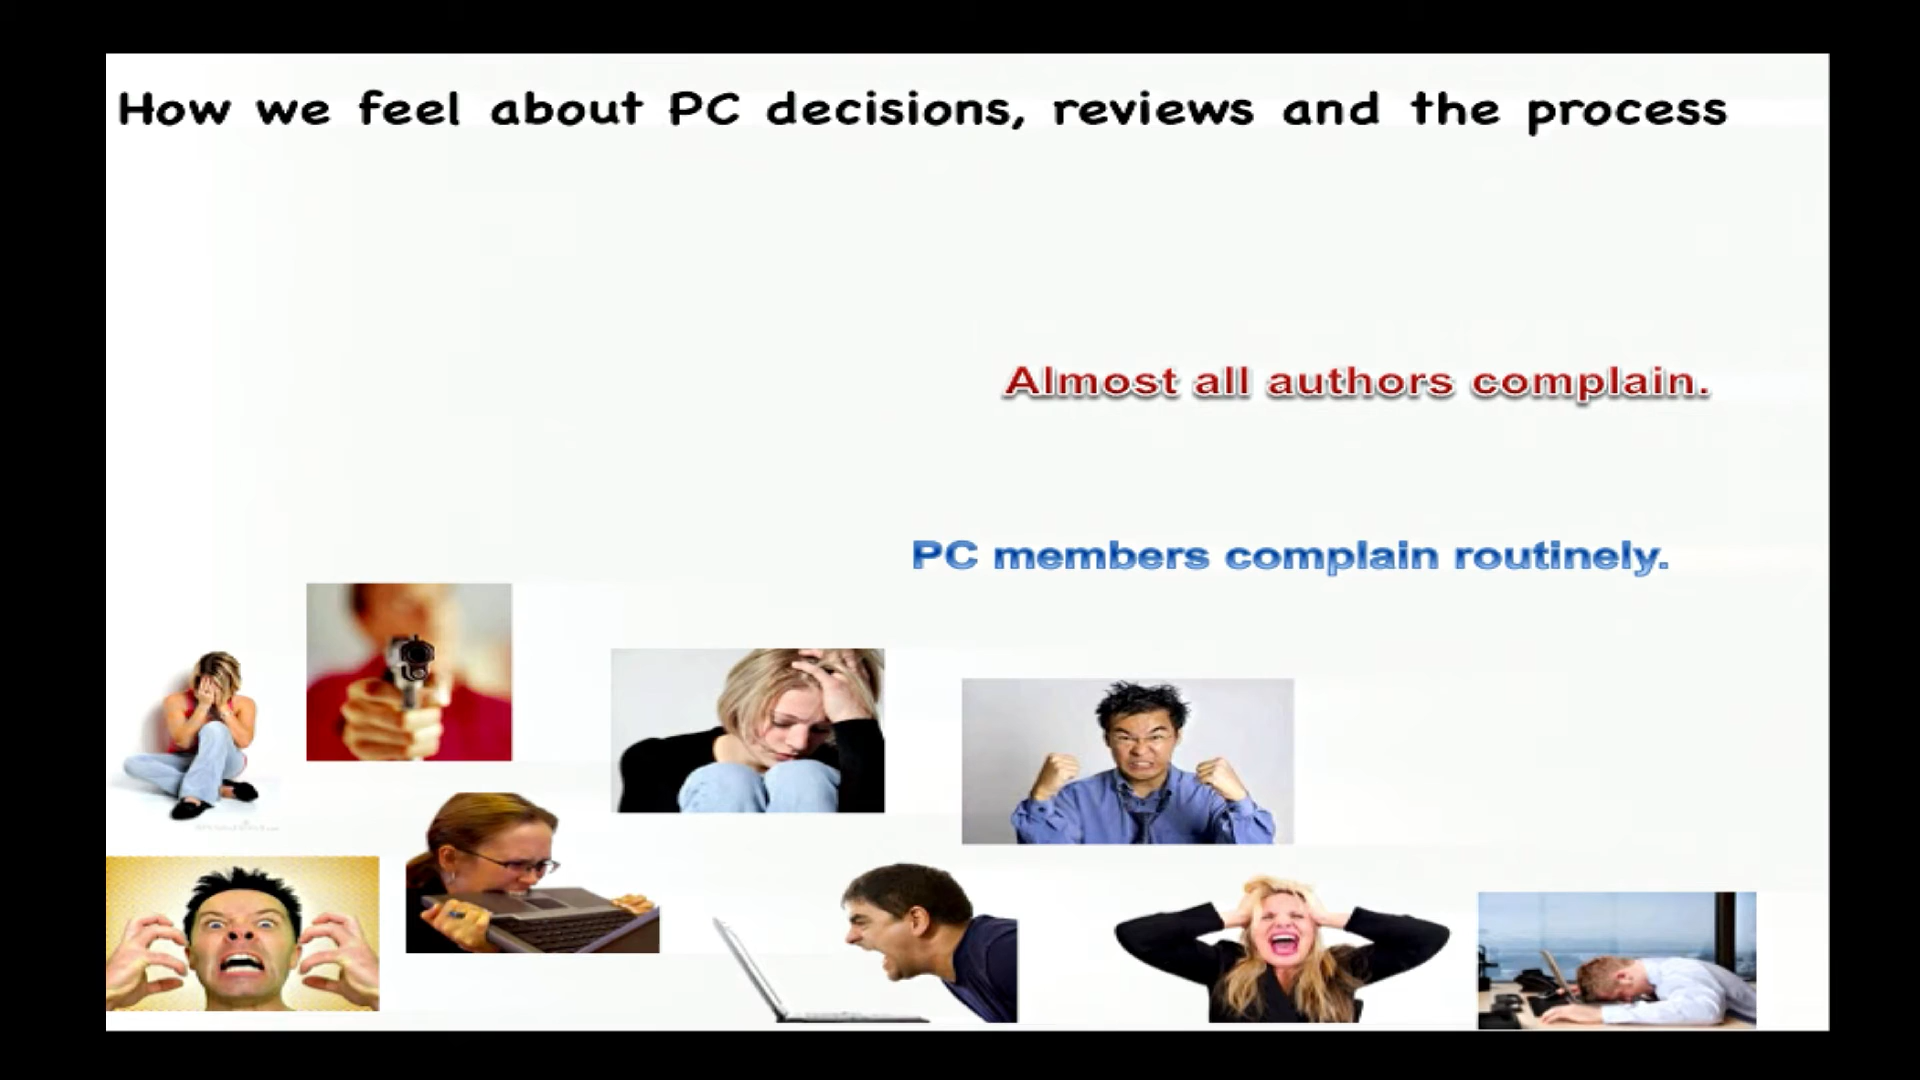 How we feel about PC decisions, reviews and the process
Almost all authors complain.
PC members complain routinely.